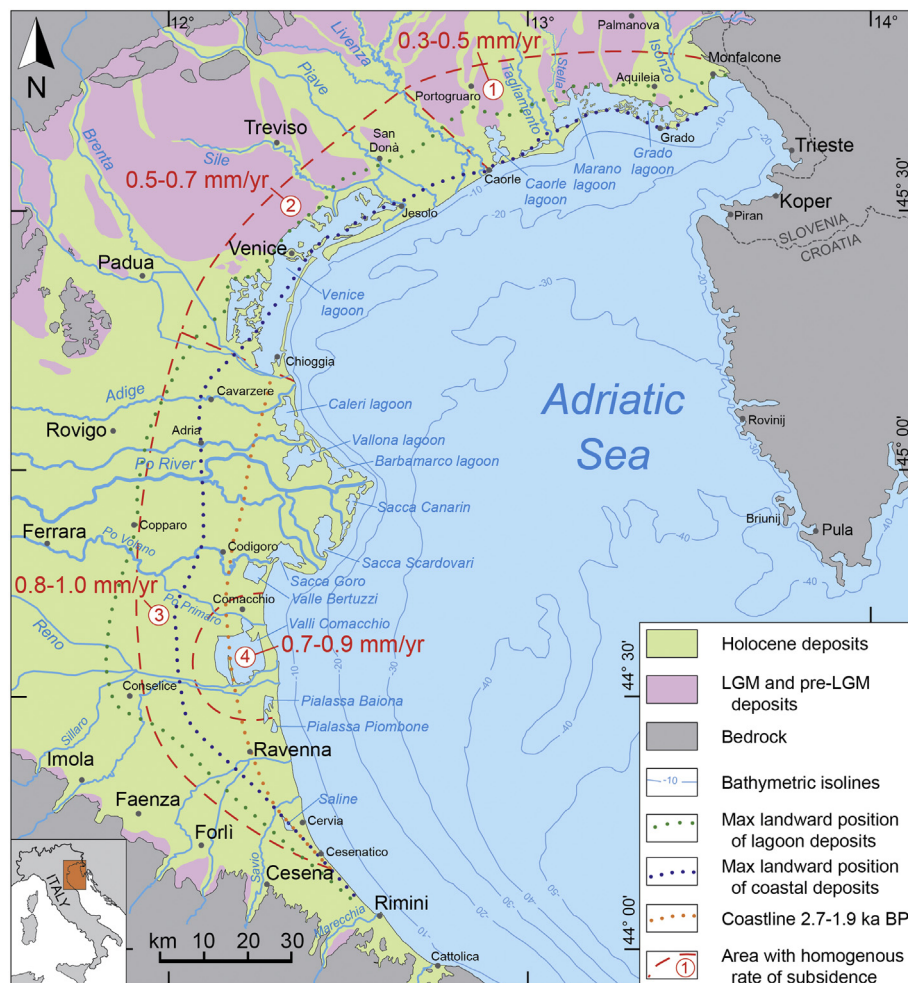 12
13
14
N
Palmanova
Livenza
0.3-0.5 mm/yr
Tagliamento
Stella
Isonzo
Monfalcone
Piave
1
Portogruaro
Aquileia
Brenta
Treviso
San
Donà
Grado
Trieste
Sile
Marano
lagoon
Grado
lagoon
0.5-0.7 mm/yr
Caorle
Caorle
lagoon
-10
-20
Koper
45 30'
2
Jesolo
Piran
SLOVENIA
CROATIA
Venice
Padua
Venice
lagoon
-30
Chioggia
Adige
Cavarzere
Caleri lagoon
Adriatic
Sea
Rovinj
Rovigo
Adria
Vallona lagoon
45 00'
Po River
Barbamarco lagoon
Sacca Canarin
Copparo
Briunij
Pula
Ferrara
Po Volano
Codigoro
Sacca Scardovari
-40
Sacca Goro
0.8-1.0 mm/yr
Valle Bertuzzi
3
Po Primaro
Comacchio
Reno
Valli Comacchio
4
0.7-0.9 mm/yr
44 30'
Conselice
Pialassa Baiona
Sillaro
Pialassa Piombone
Imola
Ravenna
Faenza
Saline
Forlì
Cervia
Savio
Cesenatico
Cesena
Rimini
44 00'
Marecchia
km 10 20 30
Cattolica
ITALY
Holocene deposits
LGM and pre-LGM
deposits
Bedrock
-10
Bathymetric isolines
Max landward position
of lagoon deposits
Max landward position
of coastal deposits
Coastline 2.7-1.9 ka BP
1
Area with homogenous
rate of subsidence